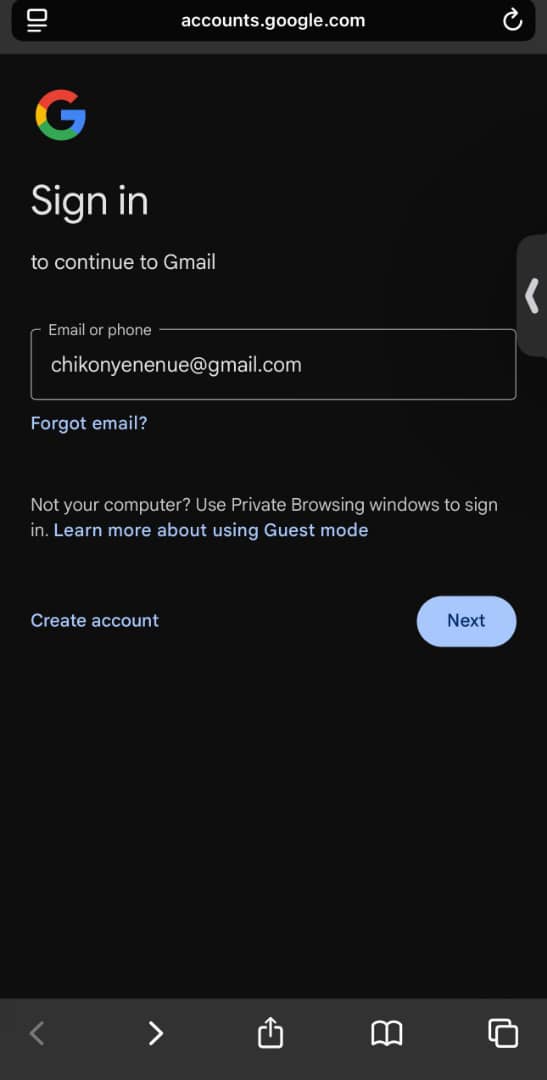 accounts.google.com
Sign in
to continue to Gmail
Email or phone
chikonyenenue@gmail.com
Forgot email?
Not your computer? Use Private Browsing windows to sign
in. Learn more about using Guest mode
Create account
Next